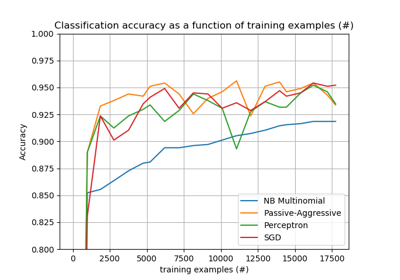 Classification accuracy as a function of training examples (#)
1.000
0.975
0.950
0.925
0.900
0.875
0.850
0.825
0.800
Accuracy
NB Multinomial
Passive-Aggressive
Perceptron
SGD
0 2500 5000 7500 10000 12500 15000 17500
training examples (#)